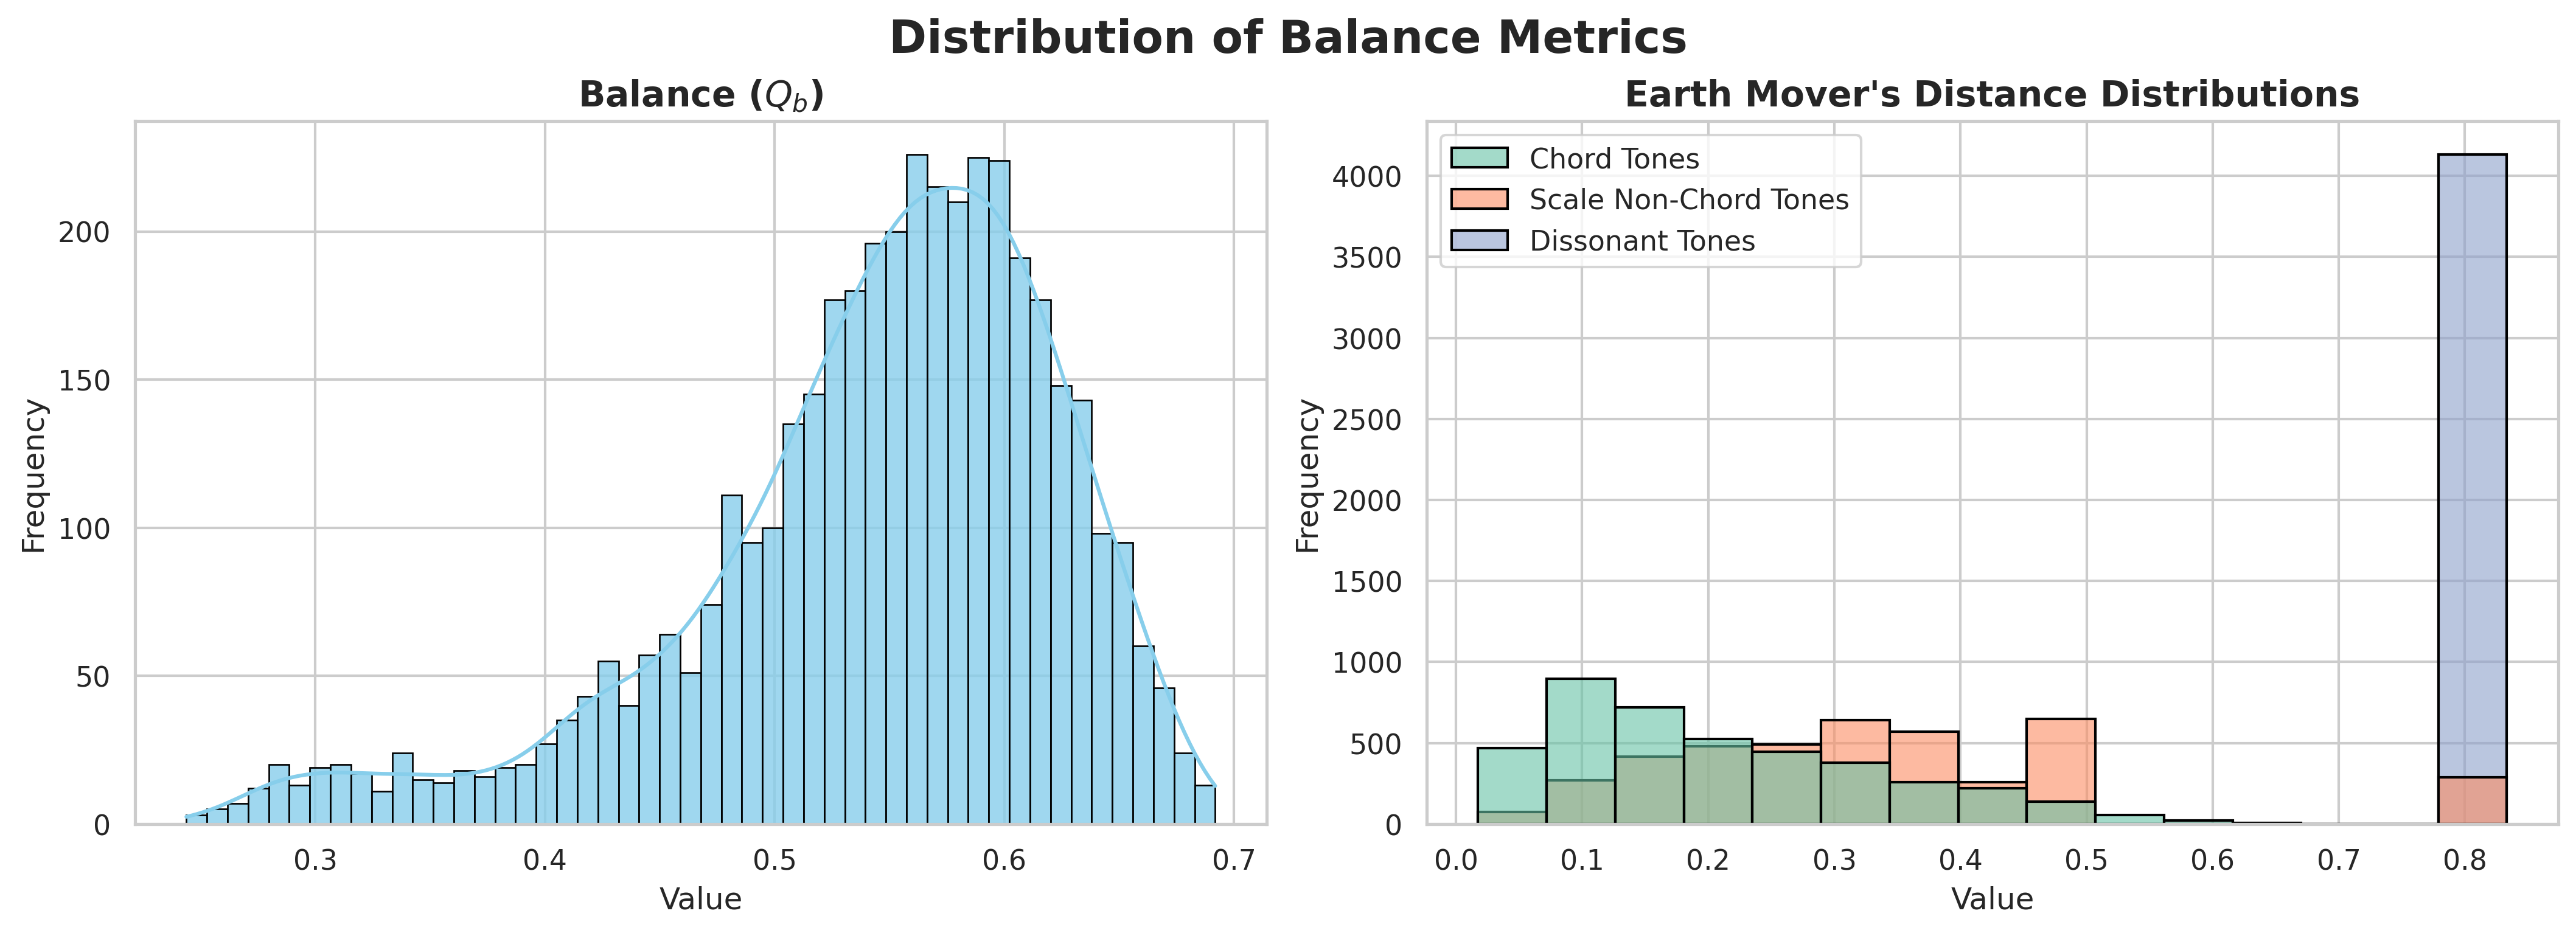 Distribution of Balance Metrics
Balance (Q_b)
200
150
100
50
0
Frequency
0.3 0.4 0.5 0.6 0.7
Value
Earth Mover's Distance Distributions
Chord Tones
Scale Non-Chord Tones
Dissonant Tones
4000
3500
3000
2500
2000
1500
1000
500
0
Frequency
0.0 0.1 0.2 0.3 0.4 0.5 0.6 0.7 0.8
Value